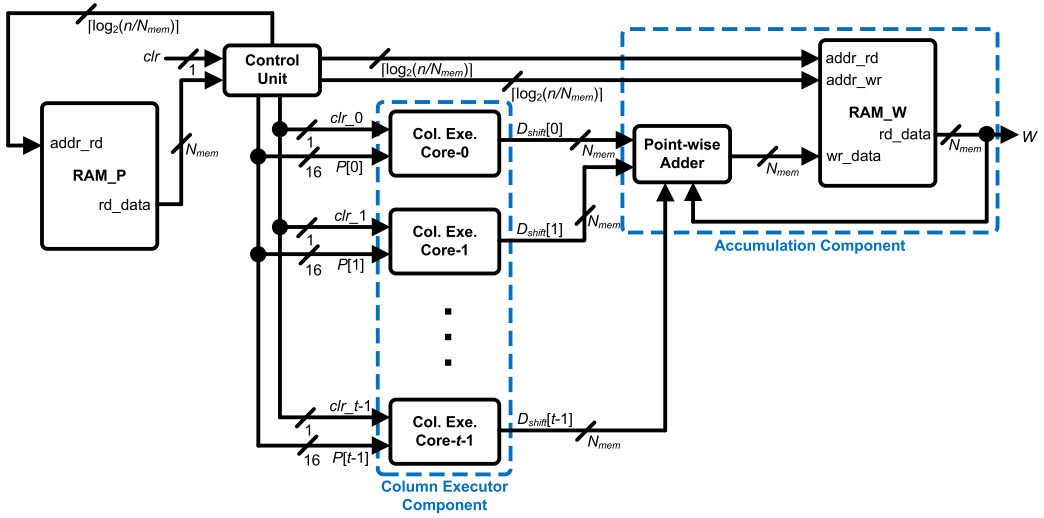 ⌈log₂(n/Nₘₑₘ)⌉
clr
1
Control
Unit
⌈log₂(n/Nₘₑₘ)⌉
⌈log₂(n/Nₘₑₘ)⌉
addr_rd
addr_wr
RAM_W
rd_data
wr_data
Nₘₑₘ
W
addr_rd
RAM_P
rd_data
Nₘₑₘ
clr_0
1
16
P[0]
Col. Exe.
Core-0
D_shift[0]
Nₘₑₘ
Point-wise
Adder
Nₘₑₘ
clr_1
1
16
P[1]
Col. Exe.
Core-1
D_shift[1]
Nₘₑₘ
Accumulation Component
clr_t-1
1
16
P[t-1]
Col. Exe.
Core-t-1
D_shift[t-1]
Nₘₑₘ
Column Executor
Component